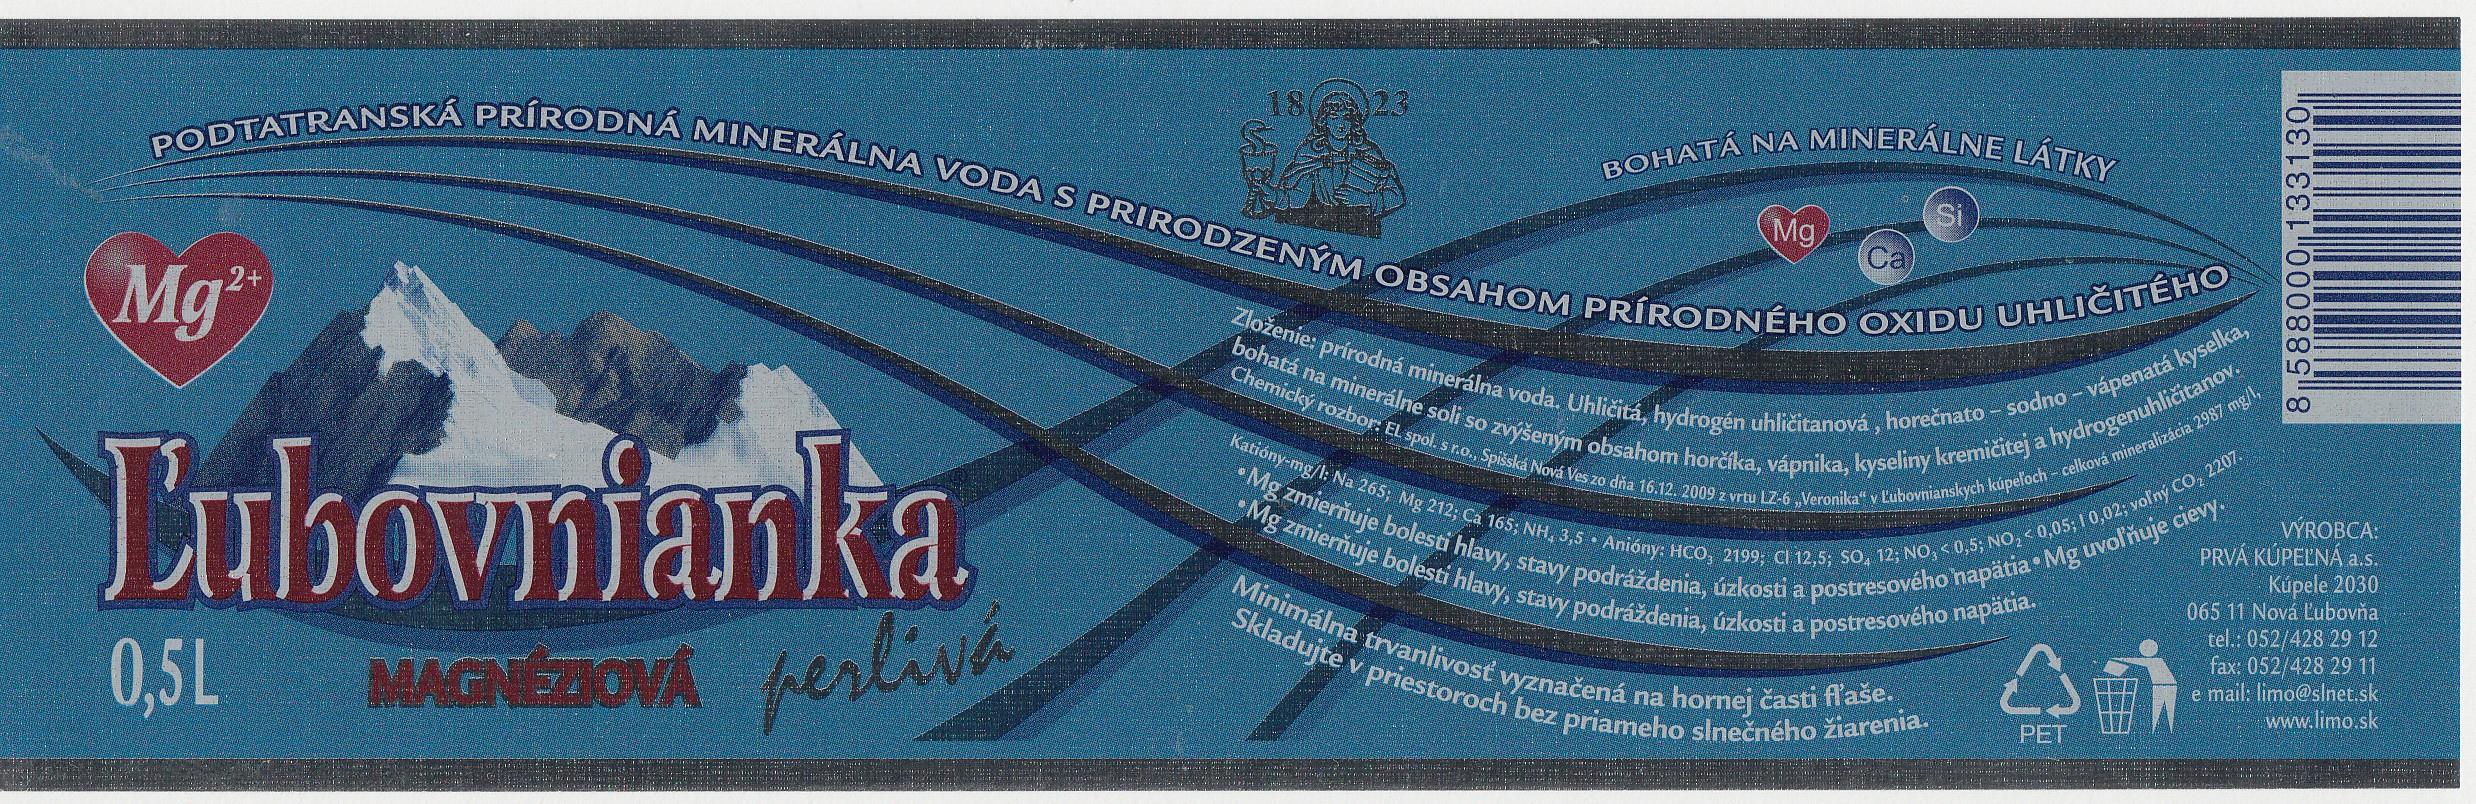 PODTATRANSKÁ PRÍRODNÁ MINERÁLNA VODA S PRIRODZENÝM OBSAHOM PRÍRODNÉHO OXIDU UHLIČITÉHO
Mg2+
Ľubovnianka
0,5L
MAGNÉZIOVÁ
perlivá
18 23
BOHATÁ NA MINERÁLNE LÁTKY
Mg
Ca
Si
Zloženie: prírodná minerálna voda. Uhličitá, hydrogén uhličitanová , horečnato – sodno – vápenatá kyselka,
bohatá na minerálne soli so zvýšeným obsahom horčíka, vápnika, kyseliny kremičitej a hydrogenuhličitanov.
Chemický rozbor: EL spol. s r.o., Spišská Nová Ves zo dňa 16.12. 2009 z vrtu LZ-6 „Veronika“ v Ľubovnianskych kúpeľoch – celková mineralizácia 2987 mg/l,
Katióny-mg/l: Na 265; Mg 212; Ca 165; NH4 3,5 • Anióny: HCO3 2199; Cl 12,5; SO4 12; NO3 < 0,5; NO2 < 0,05; I 0,02; voľný CO2 2207.
• Mg zmierňuje bolesti hlavy, stavy podráždenia, úzkosti a postresového napätia • Mg uvoľňuje cievy.
• Mg zmierňuje bolesti hlavy, stavy podráždenia, úzkosti a postresového napätia.
Minimálna trvanlivosť vyznačená na hornej časti fľaše.
Skladujte v priestoroch bez priameho slnečného žiarenia.
PET
8 588000 133130
VÝROBCA:
PRVÁ KÚPEĽNÁ a.s.
Kúpele 2030
065 11 Nová Ľubovňa
tel.: 052/428 29 12
fax: 052/428 29 11
e mail: limo@slnet.sk
www.limo.sk